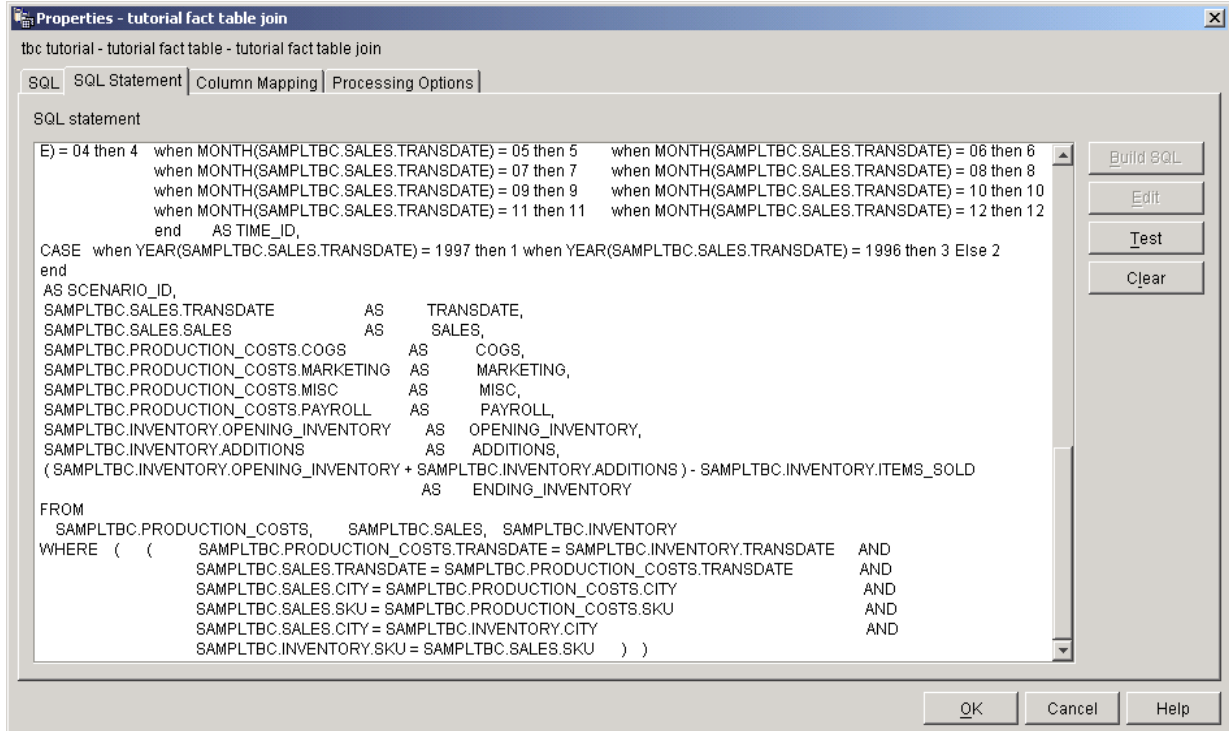 Properties - tutorial fact table join
tbc tutorial - tutorial fact table - tutorial fact table join
SQL SQL Statement Column Mapping Processing Options
SQL statement
E) = 04 then 4 when MONTH(SAMPLTBC.SALES.TRANSDATE) = 05 then 5 when MONTH(SAMPLTBC.SALES.TRANSDATE) = 06 then 6
when MONTH(SAMPLTBC.SALES.TRANSDATE) = 07 then 7 when MONTH(SAMPLTBC.SALES.TRANSDATE) = 08 then 8
when MONTH(SAMPLTBC.SALES.TRANSDATE) = 09 then 9 when MONTH(SAMPLTBC.SALES.TRANSDATE) = 10 then 10
when MONTH(SAMPLTBC.SALES.TRANSDATE) = 11 then 11 when MONTH(SAMPLTBC.SALES.TRANSDATE) = 12 then 12
end AS TIME_ID,
CASE when YEAR(SAMPLTBC.SALES.TRANSDATE) = 1997 then 1 when YEAR(SAMPLTBC.SALES.TRANSDATE) = 1996 then 3 Else 2
end
AS SCENARIO_ID,
SAMPLTBC.SALES.TRANSDATE AS TRANSDATE,
SAMPLTBC.SALES.SALES AS SALES,
SAMPLTBC.PRODUCTION_COSTS.COGS AS COGS,
SAMPLTBC.PRODUCTION_COSTS.MARKETING AS MARKETING,
SAMPLTBC.PRODUCTION_COSTS.MISC AS MISC,
SAMPLTBC.PRODUCTION_COSTS.PAYROLL AS PAYROLL,
SAMPLTBC.INVENTORY.OPENING_INVENTORY AS OPENING_INVENTORY,
SAMPLTBC.INVENTORY.ADDITIONS AS ADDITIONS,
( SAMPLTBC.INVENTORY.OPENING_INVENTORY + SAMPLTBC.INVENTORY.ADDITIONS ) - SAMPLTBC.INVENTORY.ITEMS_SOLD
AS ENDING_INVENTORY
FROM
SAMPLTBC.PRODUCTION_COSTS, SAMPLTBC.SALES, SAMPLTBC.INVENTORY
WHERE ( ( SAMPLTBC.PRODUCTION_COSTS.TRANSDATE = SAMPLTBC.INVENTORY.TRANSDATE AND
SAMPLTBC.SALES.TRANSDATE = SAMPLTBC.PRODUCTION_COSTS.TRANSDATE AND
SAMPLTBC.SALES.CITY = SAMPLTBC.PRODUCTION_COSTS.CITY AND
SAMPLTBC.SALES.SKU = SAMPLTBC.PRODUCTION_COSTS.SKU AND
SAMPLTBC.SALES.CITY = SAMPLTBC.INVENTORY.CITY AND
SAMPLTBC.INVENTORY.SKU = SAMPLTBC.SALES.SKU ) )
Build SQL
Edit
Test
Clear
OK Cancel Help